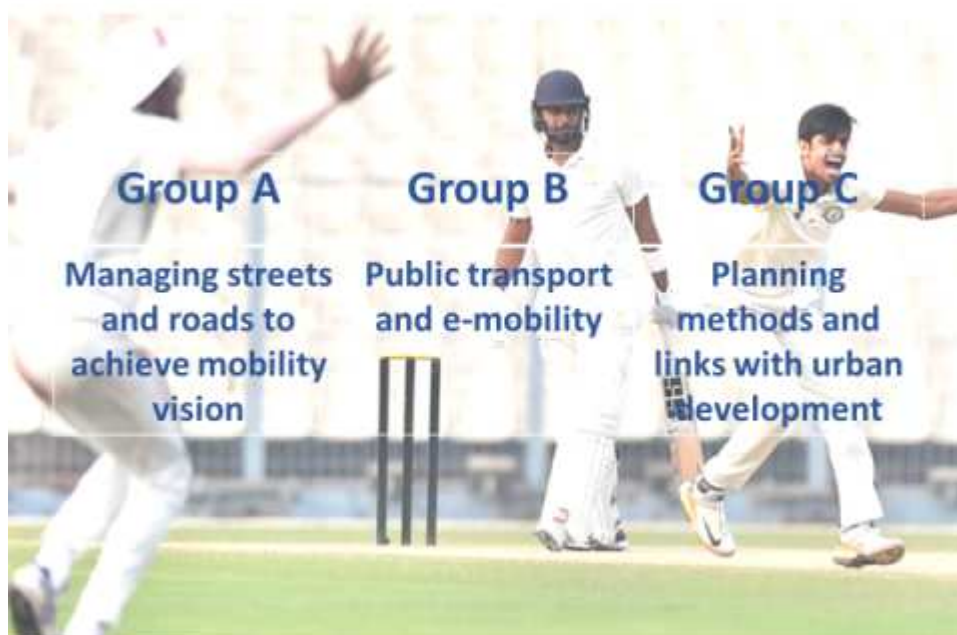 Group A
Group B
Group C
Managing streets
and roads to
achieve mobility
vision
Public transport
and e-mobility
Planning
methods and
links with urban
development